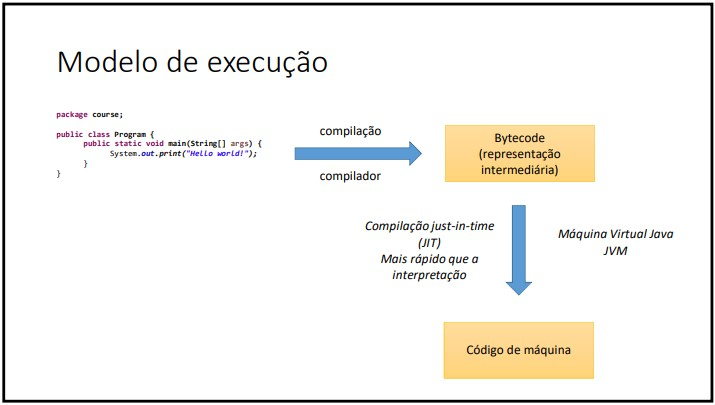 Modelo de execução
package course;
public class Program {
public static void main(String[] args) {
System.out.print("Hello world!");
}
}
compilação
compilador
Bytecode
(representação
intermediária)
Compilação just-in-time
(JIT)
Mais rápido que a
interpretação
Máquina Virtual Java
JVM
Código de máquina